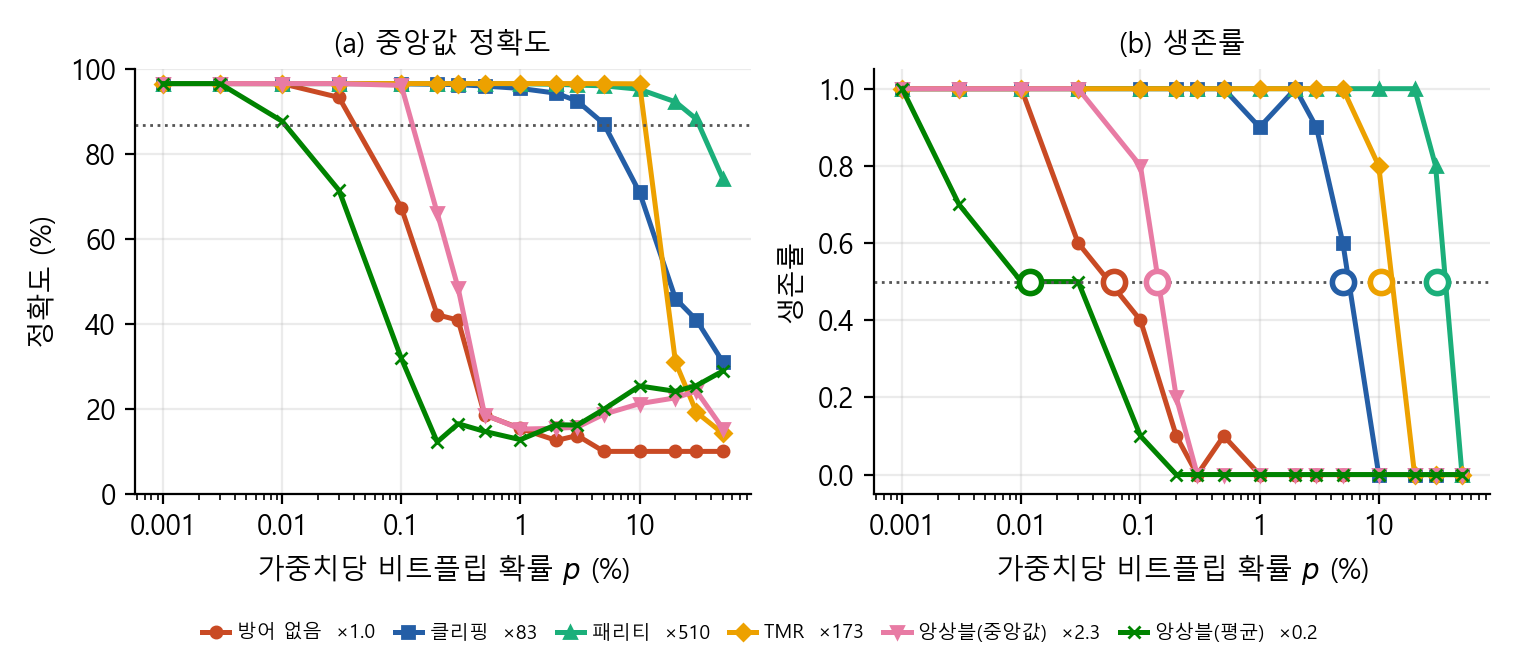 (a) 중앙값 정확도
100
80
60
40
20
0
정확도 (%)
0.001 0.01 0.1 1 10
가중치당 비트플립 확률 p (%)
(b) 생존률
1.0
0.8
0.6
0.4
0.2
0.0
생존률
0.001 0.01 0.1 1 10
가중치당 비트플립 확률 p (%)
방어 없음 ×1.0 클리핑 ×83 패리티 ×510 TMR ×173 앙상블(중앙값) ×2.3 앙상블(평균) ×0.2